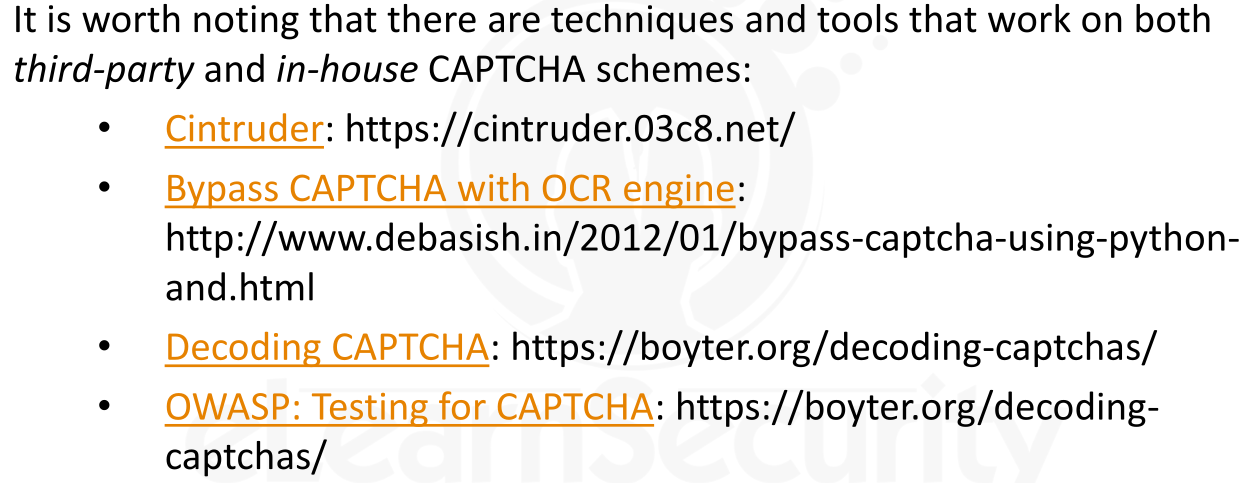 It is worth noting that there are techniques and tools that work on both
third-party and in-house CAPTCHA schemes:
• Cintruder: https://cintruder.03c8.net/
• Bypass CAPTCHA with OCR engine:
http://www.debasish.in/2012/01/bypass-captcha-using-python-
and.html
• Decoding CAPTCHA: https://boyter.org/decoding-captchas/
• OWASP: Testing for CAPTCHA: https://boyter.org/decoding-
captchas/
eLearnSecurity